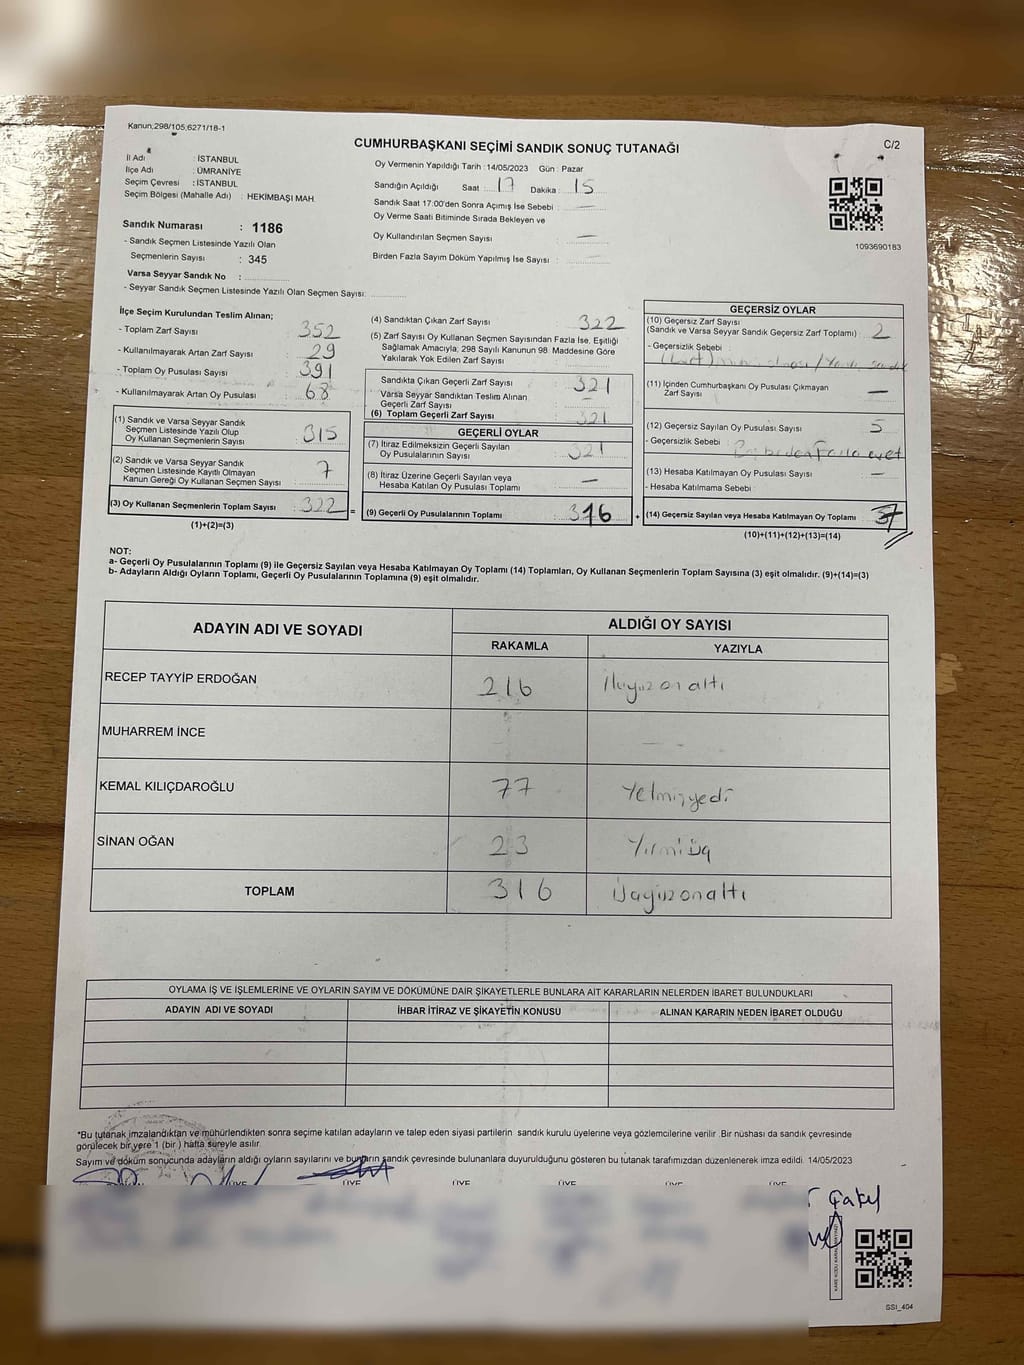 Kanun;298/105;6271/18-1
C/2
CUMHURBAŞKANI SEÇİMİ SANDIK SONUÇ TUTANAĞI
İl Adı : İSTANBUL
İlçe Adı : ÜMRANİYE
Seçim Çevresi : İSTANBUL
Seçim Bölgesi (Mahalle Adı) : HEKİMBAŞI MAH.
Oy Vermenin Yapıldığı Tarih : 14/05/2023 Gün : Pazar
Sandığın Açıldığı Saat : 17 Dakika : 15
Sandık Saat 17:00'den Sonra Açımış İse Sebebi : —
Oy Verme Saati Bitiminde Sırada Bekleyen ve
Oy Kullandırılan Seçmen Sayısı : —
Birden Fazla Sayım Döküm Yapılmış İse Sayısı : —
1093690183
Sandık Numarası : 1186
- Sandık Seçmen Listesinde Yazılı Olan
Seçmenlerin Sayısı : 345
Varsa Seyyar Sandık No :
- Seyyar Sandık Seçmen Listesinde Yazılı Olan Seçmen Sayısı:
İlçe Seçim Kurulundan Teslim Alınan;
- Toplam Zarf Sayısı 352
- Kullanılmayarak Artan Zarf Sayısı : 29
- Toplam Oy Pusulası Sayısı : 391
- Kullanılmayarak Artan Oy Pusulası : 68
(1) Sandık ve Varsa Seyyar Sandık
Seçmen Listesinde Yazılı Olup
Oy Kullanan Seçmenlerin Sayısı : 315
(2) Sandık ve Varsa Seyyar Sandık
Seçmen Listesinde Kayıtlı Olmayan
Kanun Gereği Oy Kullanan Seçmen Sayısı : 7
(3) Oy Kullanan Seçmenlerin Toplam Sayısı : 322 =
(1)+(2)=(3)
(4) Sandıktan Çıkan Zarf Sayısı : 322
(5) Zarf Sayısı Oy Kullanan Seçmen Sayısından Fazla İse, Eşitliği
Sağlamak Amacıyla, 298 Sayılı Kanunun 98. Maddesine Göre
Yakılarak Yok Edilen Zarf Sayısı
Sandıkta Çıkan Geçerli Zarf Sayısı : 321
Varsa Seyyar Sandıktan Teslim Alınan
Geçerli Zarf Sayısı
(6) Toplam Geçerli Zarf Sayısı : 321
GEÇERLİ OYLAR
(7) İtiraz Edilmeksizin Geçerli Sayılan
Oy Pusulalarının Sayısı : 321
(8) İtiraz Üzerine Geçerli Sayılan veya
Hesaba Katılan Oy Pusulası Toplamı : —
(9) Geçerli Oy Pusulalarının Toplamı : 316 +
GEÇERSİZ OYLAR
(10) Geçersiz Zarf Sayısı
(Sandık ve Varsa Seyyar Sandık Geçersiz Zarf Toplamı) : 2
- Geçersizlik Sebebi :
(11) İçinden Cumhurbaşkanı Oy Pusulası Çıkmayan
Zarf Sayısı : —
(12) Geçersiz Sayılan Oy Pusulası Sayısı : 5
- Geçersizlik Sebebi : Birden Fazla evet
(13) Hesaba Katılmayan Oy Pusulası Sayısı : —
- Hesaba Katılmama Sebebi :
(14) Geçersiz Sayılan veya Hesaba Katılmayan Oy Toplamı : 7
(10)+(11)+(12)+(13)=(14)
NOT:
a- Geçerli Oy Pusulalarının Toplamı (9) ile Geçersiz Sayılan veya Hesaba Katılmayan Oy Toplamı (14) Toplamları, Oy Kullanan Seçmenlerin Toplam Sayısına (3) eşit olmalıdır. (9)+(14)=(3)
b- Adayların Aldığı Oyların Toplamı, Geçerli Oy Pusulalarının Toplamına (9) eşit olmalıdır.
ADAYIN ADI VE SOYADI
ALDIĞI OY SAYISI
RAKAMLA YAZIYLA
RECEP TAYYİP ERDOĞAN 216 İkiyüzonaltı
MUHARREM İNCE
KEMAL KILIÇDAROĞLU 77 Yetmişyedi
SİNAN OĞAN 23 Yirmiüç
TOPLAM 316 Üçyüzonaltı
OYLAMA İŞ VE İŞLEMLERİNE VE OYLARIN SAYIM VE DÖKÜMÜNE DAİR ŞİKAYETLERLE BUNLARA AİT KARARLARIN NELERDEN İBARET BULUNDUKLARI
ADAYIN ADI VE SOYADI İHBAR İTİRAZ VE ŞİKAYETİN KONUSU ALINAN KARARIN NEDEN İBARET OLDUĞU
*Bu tutanak imzalandıktan ve mühürlendikten sonra seçime katılan adayların ve talep eden siyasi partilerin sandık kurulu üyelerine veya gözlemcilerine verilir .Bir nüshası da sandık çevresinde
görülecek bir yere 1 (bir ) hafta süreyle asılır.
Sayım ve döküm sonucunda adayların aldığı oyların sayılarını ve bunların sandık çevresinde bulunanlara duyurulduğunu gösteren bu tutanak tarafımızdan düzenlenerek imza edildi. 14/05/2023
ÜYE ÜYE ÜYE ÜYE ÜYE ÜYE
Çakıl
SSİ_404